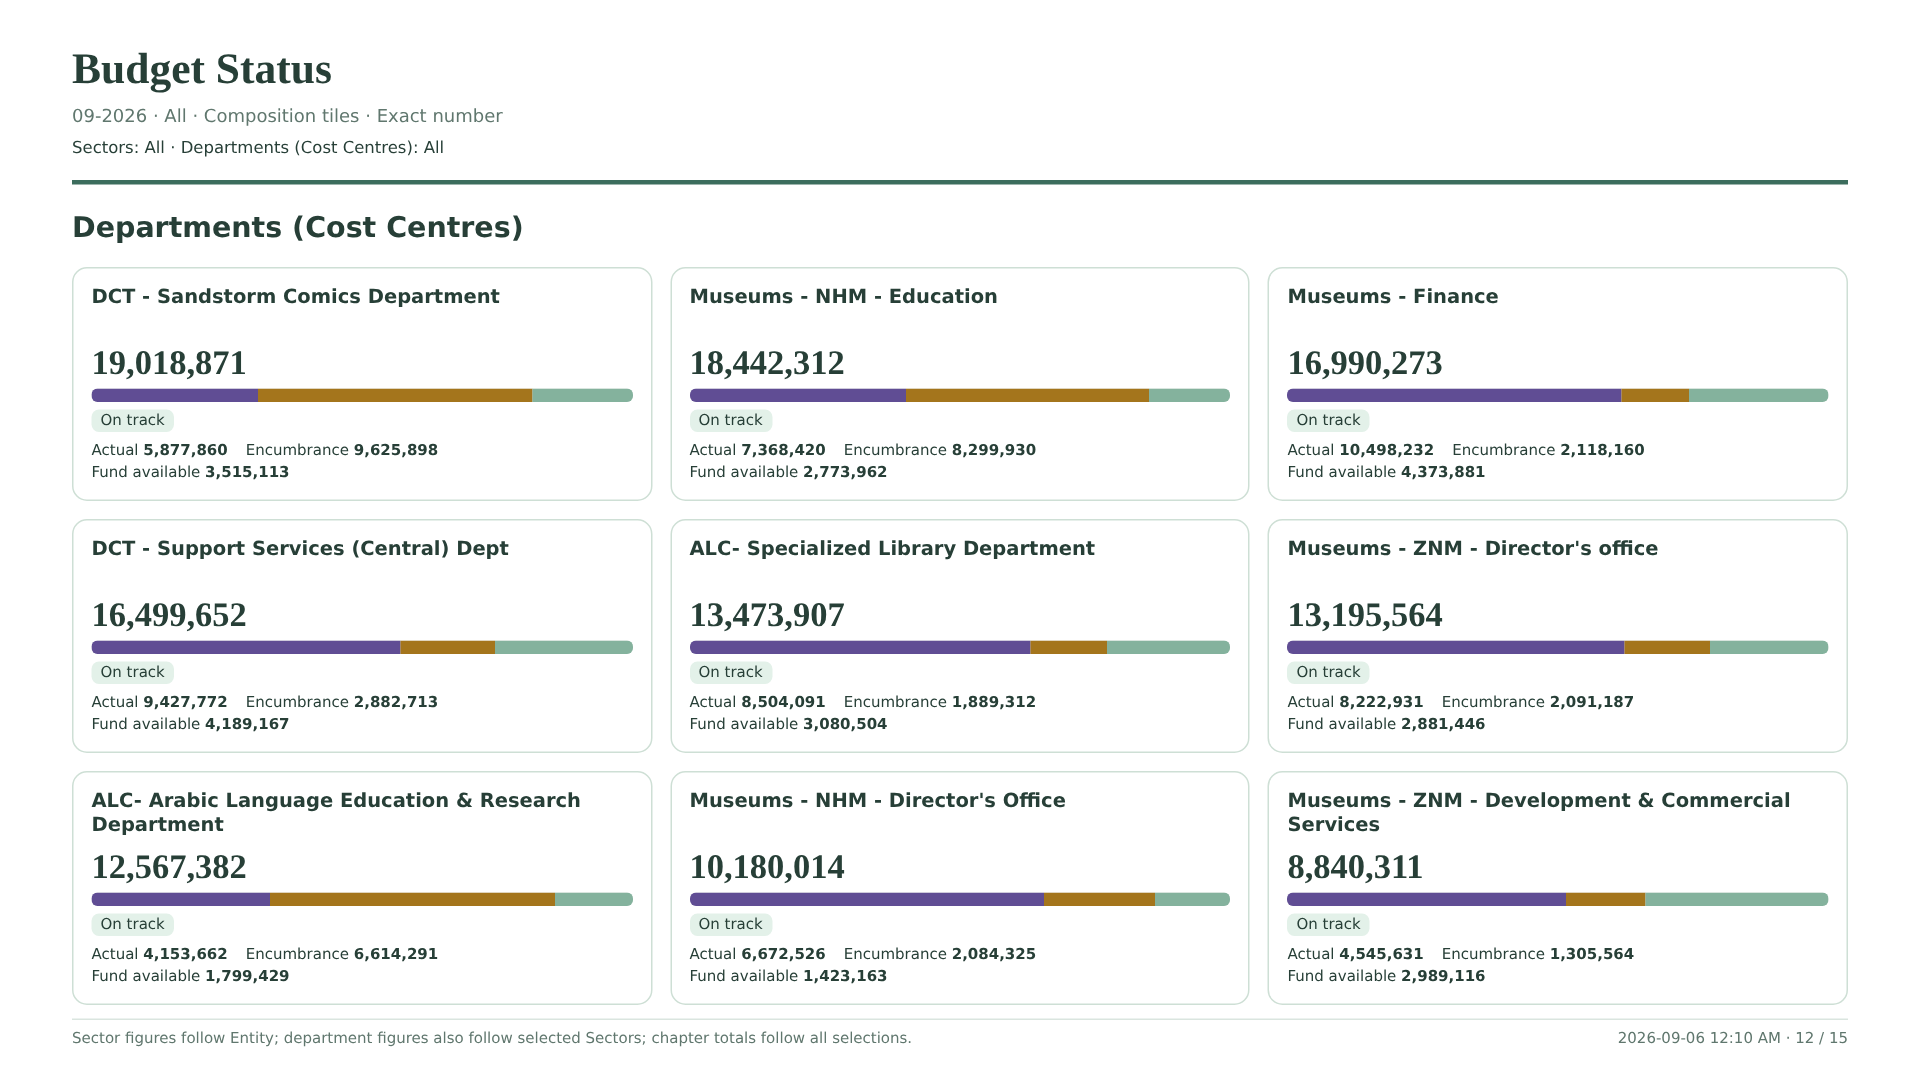 Budget Status
09-2026 · All · Composition tiles · Exact number
Sectors: All · Departments (Cost Centres): All
Departments (Cost Centres)
DCT - Sandstorm Comics Department
19,018,871
On track
Actual 5,877,860 Encumbrance 9,625,898
Fund available 3,515,113
Museums - NHM - Education
18,442,312
On track
Actual 7,368,420 Encumbrance 8,299,930
Fund available 2,773,962
Museums - Finance
16,990,273
On track
Actual 10,498,232 Encumbrance 2,118,160
Fund available 4,373,881
DCT - Support Services (Central) Dept
16,499,652
On track
Actual 9,427,772 Encumbrance 2,882,713
Fund available 4,189,167
ALC- Specialized Library Department
13,473,907
On track
Actual 8,504,091 Encumbrance 1,889,312
Fund available 3,080,504
Museums - ZNM - Director's office
13,195,564
On track
Actual 8,222,931 Encumbrance 2,091,187
Fund available 2,881,446
ALC- Arabic Language Education & Research
Department
12,567,382
On track
Actual 4,153,662 Encumbrance 6,614,291
Fund available 1,799,429
Museums - NHM - Director's Office
10,180,014
On track
Actual 6,672,526 Encumbrance 2,084,325
Fund available 1,423,163
Museums - ZNM - Development & Commercial
Services
8,840,311
On track
Actual 4,545,631 Encumbrance 1,305,564
Fund available 2,989,116
Sector figures follow Entity; department figures also follow selected Sectors; chapter totals follow all selections.
2026-09-06 12:10 AM · 12 / 15